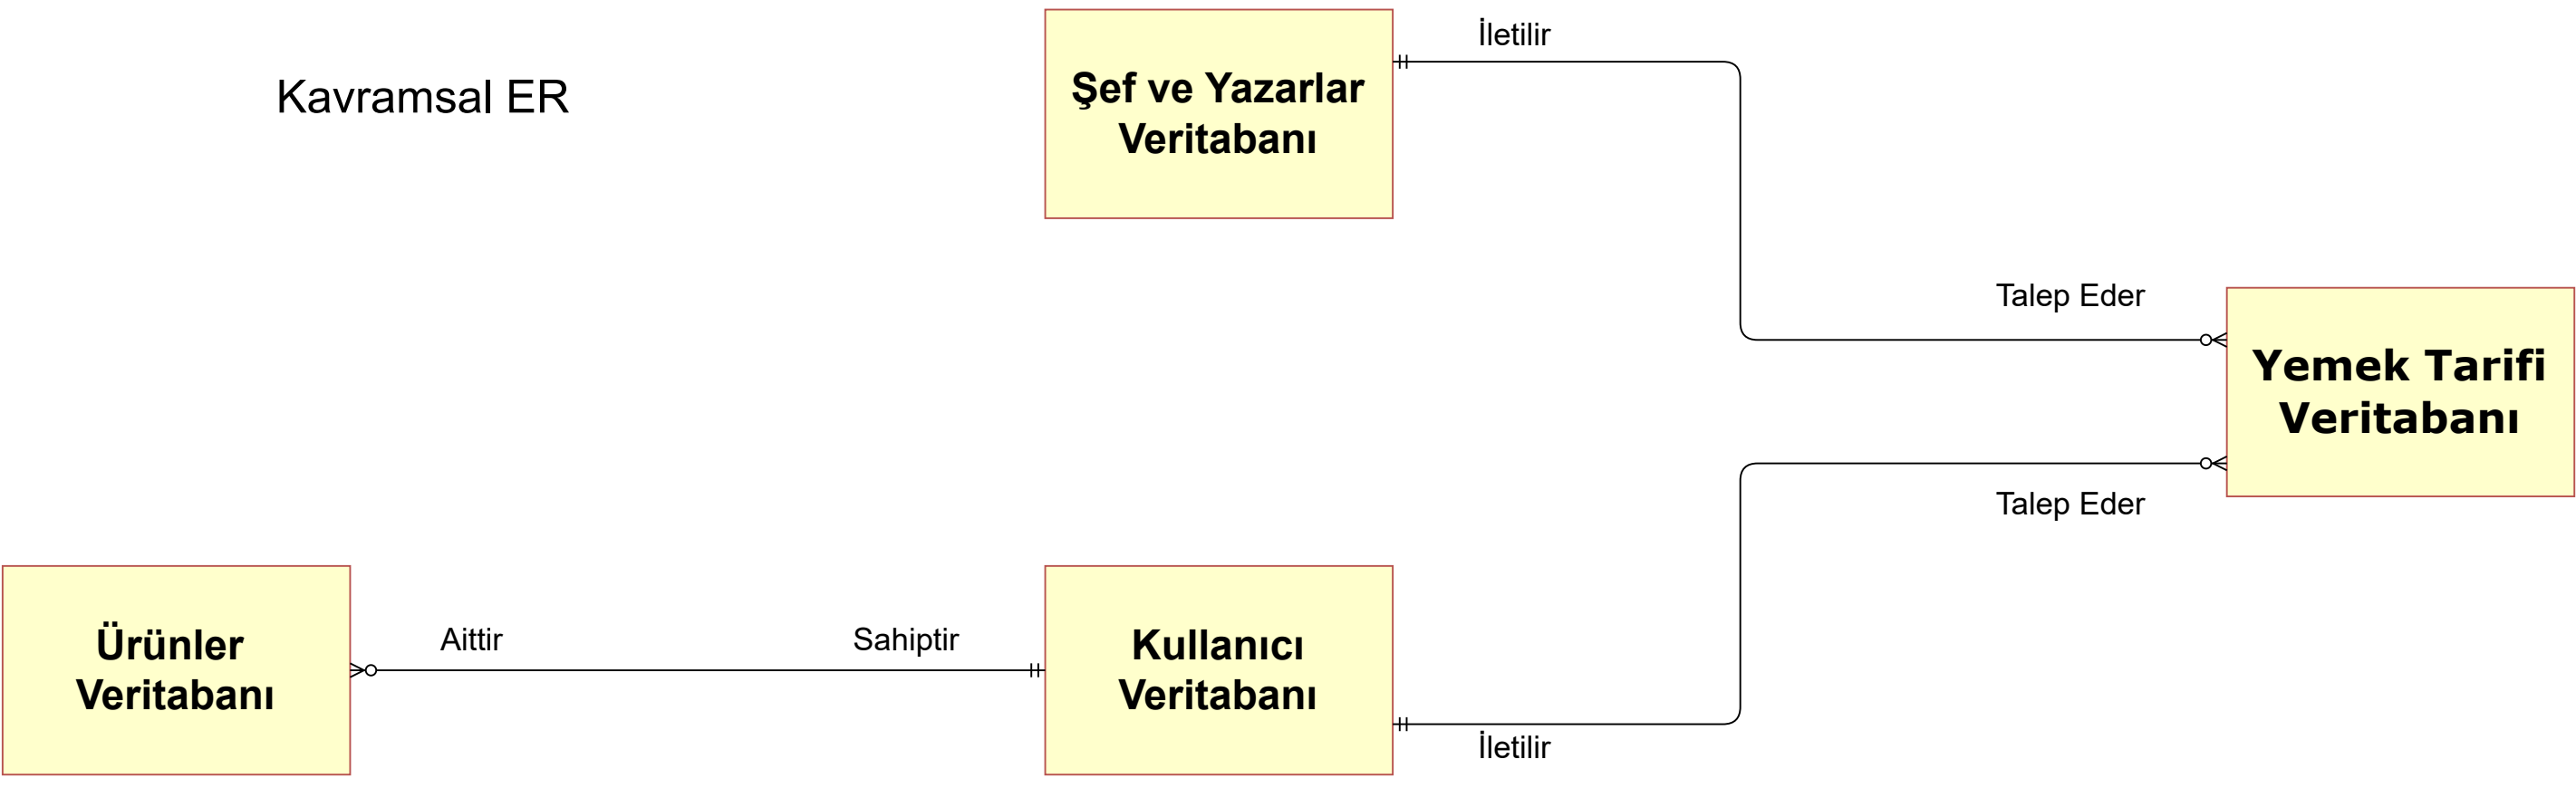 Kavramsal ER
Şef ve Yazarlar
Veritabanı
İletilir
Talep Eder
Yemek Tarifi
Veritabanı
Talep Eder
Ürünler
Veritabanı
Aittir
Sahiptir
Kullanıcı
Veritabanı
İletilir